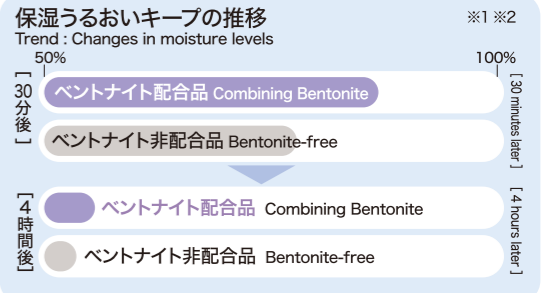 保湿うるおいキープの推移 ※1 ※2
Trend : Changes in moisture levels
50% 100%
[30分後]
ベントナイト配合品 Combining Bentonite
ベントナイト非配合品 Bentonite-free
[ 30 minutes later ]
[4時間後]
ベントナイト配合品 Combining Bentonite
ベントナイト非配合品 Bentonite-free
[ 4 hours later ]